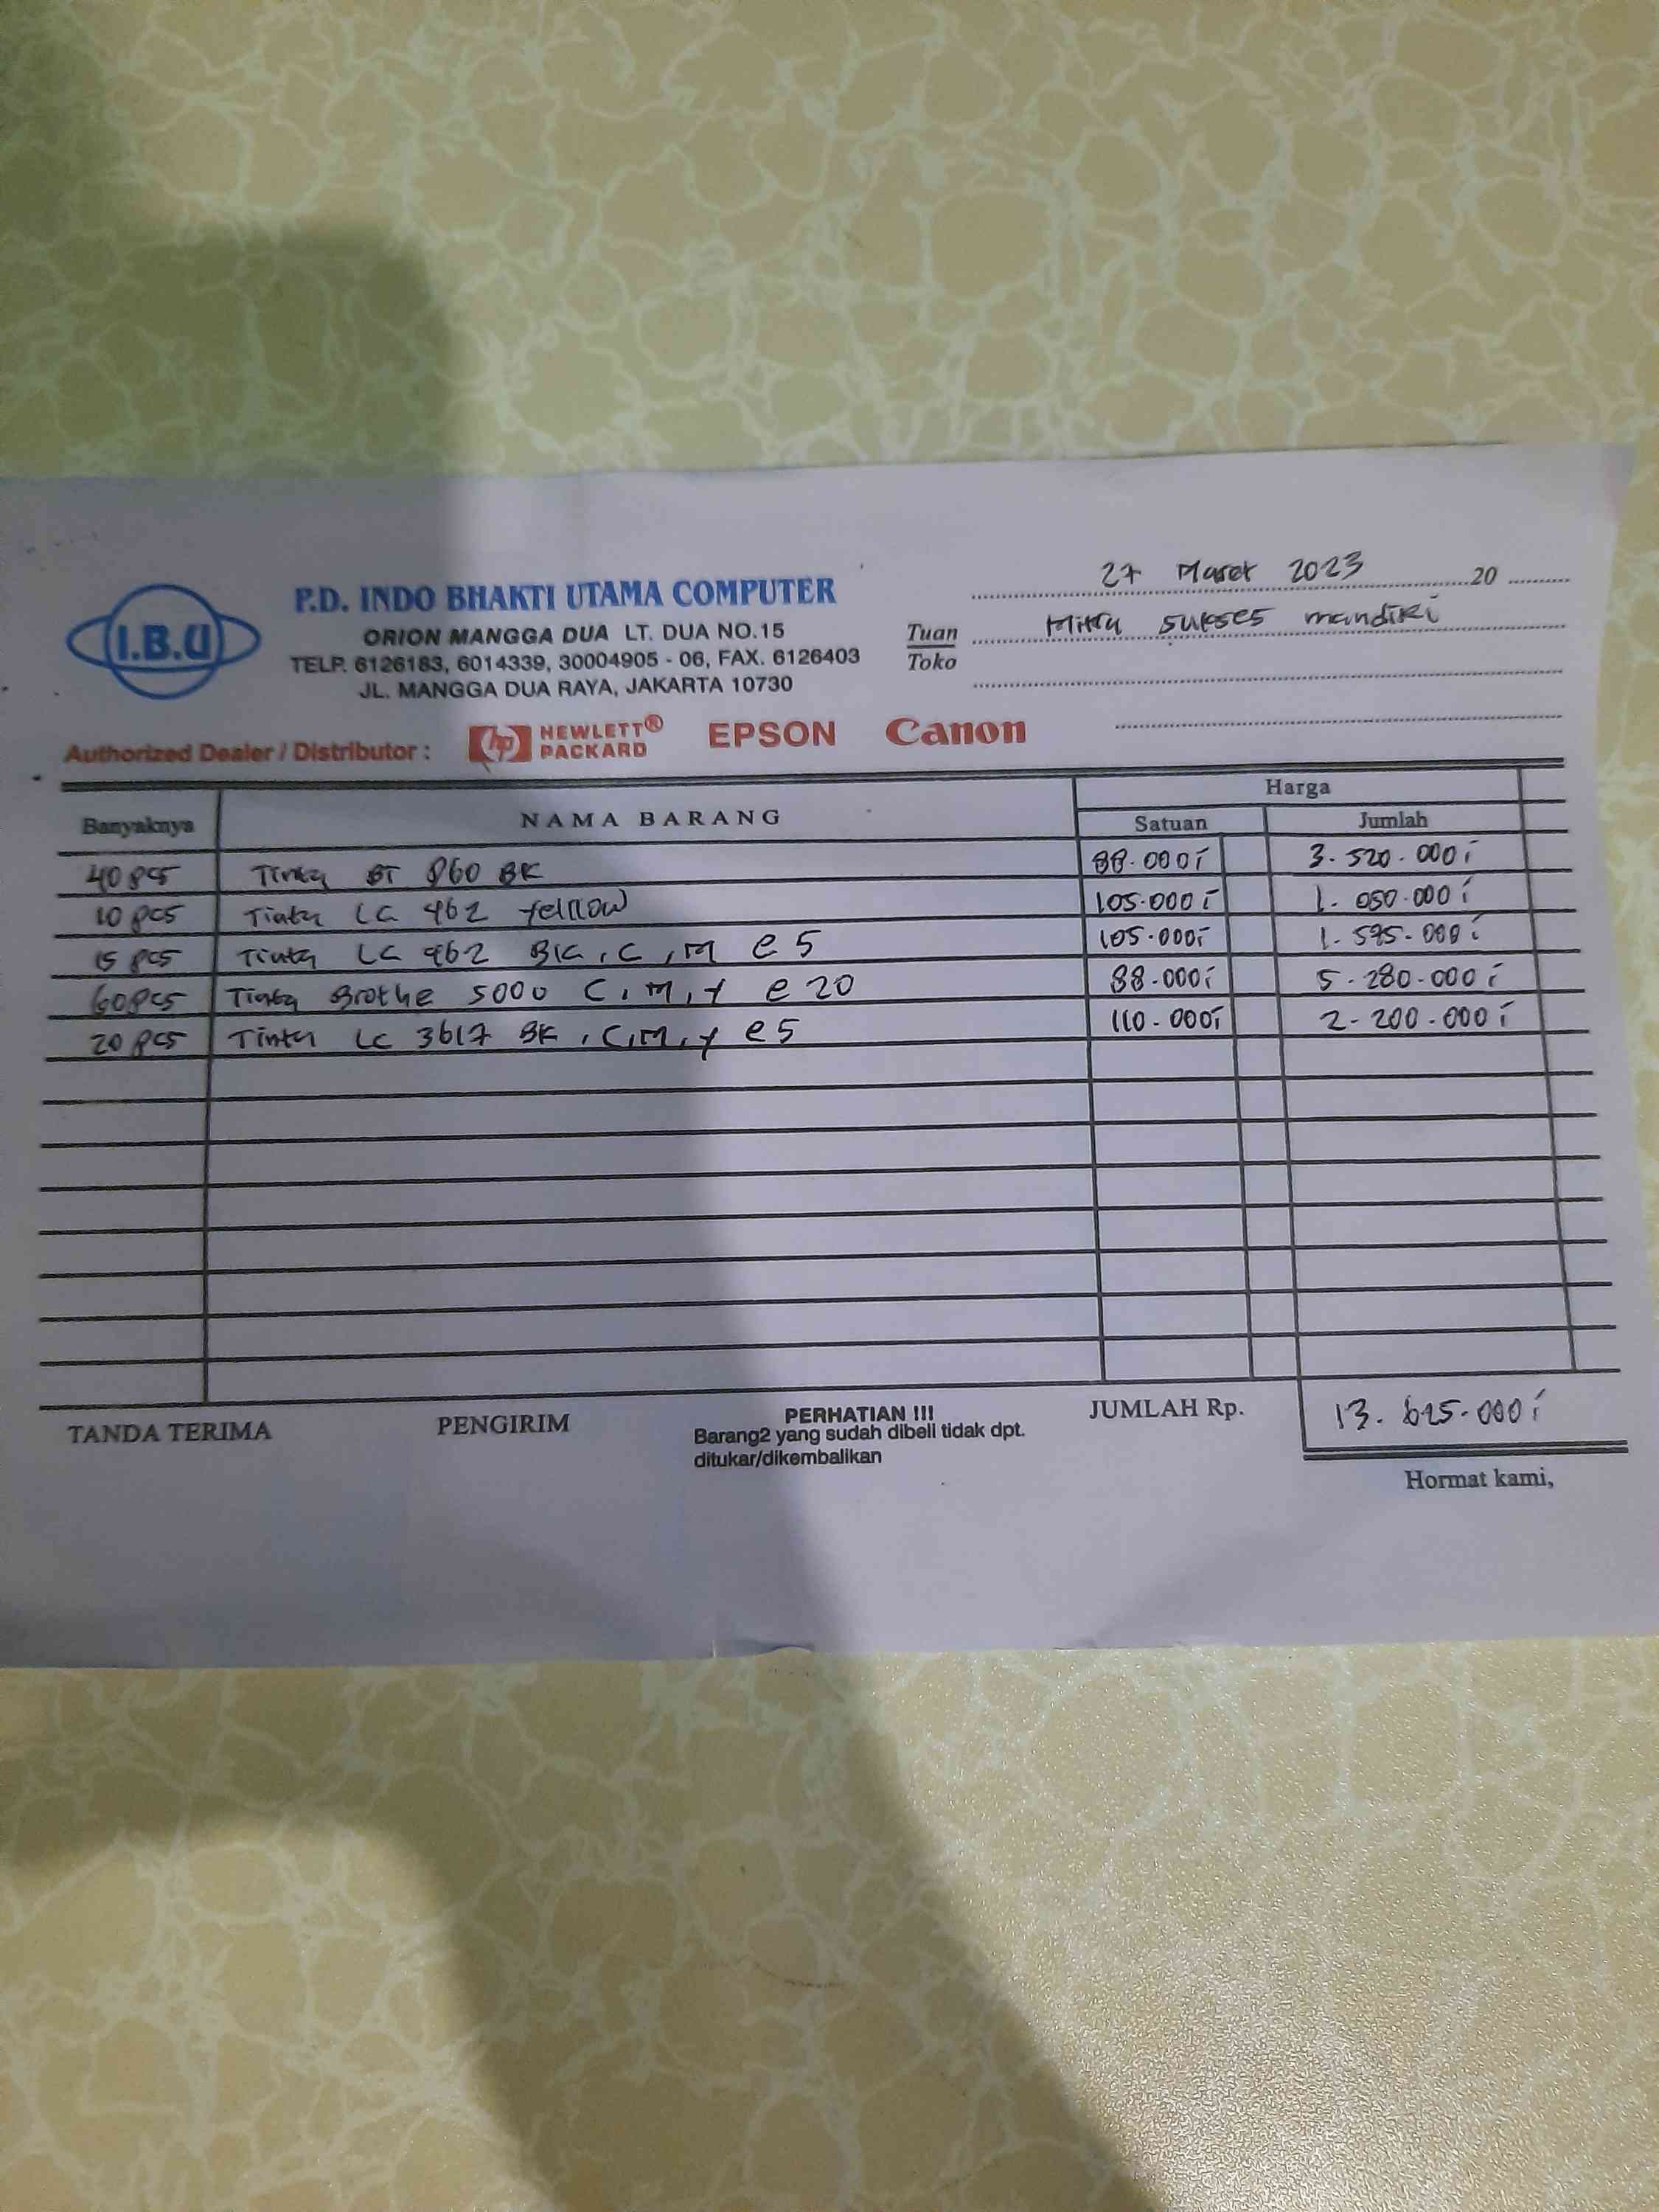 27 Maret 2023 20
I.B.U
P.D. INDO BHAKTI UTAMA COMPUTER
ORION MANGGA DUA LT. DUA NO.15
TELP. 6126183, 6014339, 30004905 - 06, FAX. 6126403
JL. MANGGA DUA RAYA, JAKARTA 10730
Tuan Mitra sukses mandiri
Toko
Authorized Dealer / Distributor : hp HEWLETT® PACKARD EPSON Canon
Banyaknya NAMA BARANG Harga
Satuan Jumlah
40 pcs Tinta BT 860 BK 88.000 3.520.000
10 pcs Tinta LC 462 yellow 105.000 1.050.000
15 pcs Tinta LC 462 BK, C, M e 5 105.000 1.575.000
60 pcs Tinta Brothe 5000 C, M, Y e 20 88.000 5.280.000
20 pcs Tinta LC 3617 BK, C, M, Y e 5 110.000 2.200.000
TANDA TERIMA PENGIRIM PERHATIAN !!! JUMLAH Rp. 13.625.000
Barang2 yang sudah dibeli tidak dpt.
ditukar/dikembalikan
Hormat kami,